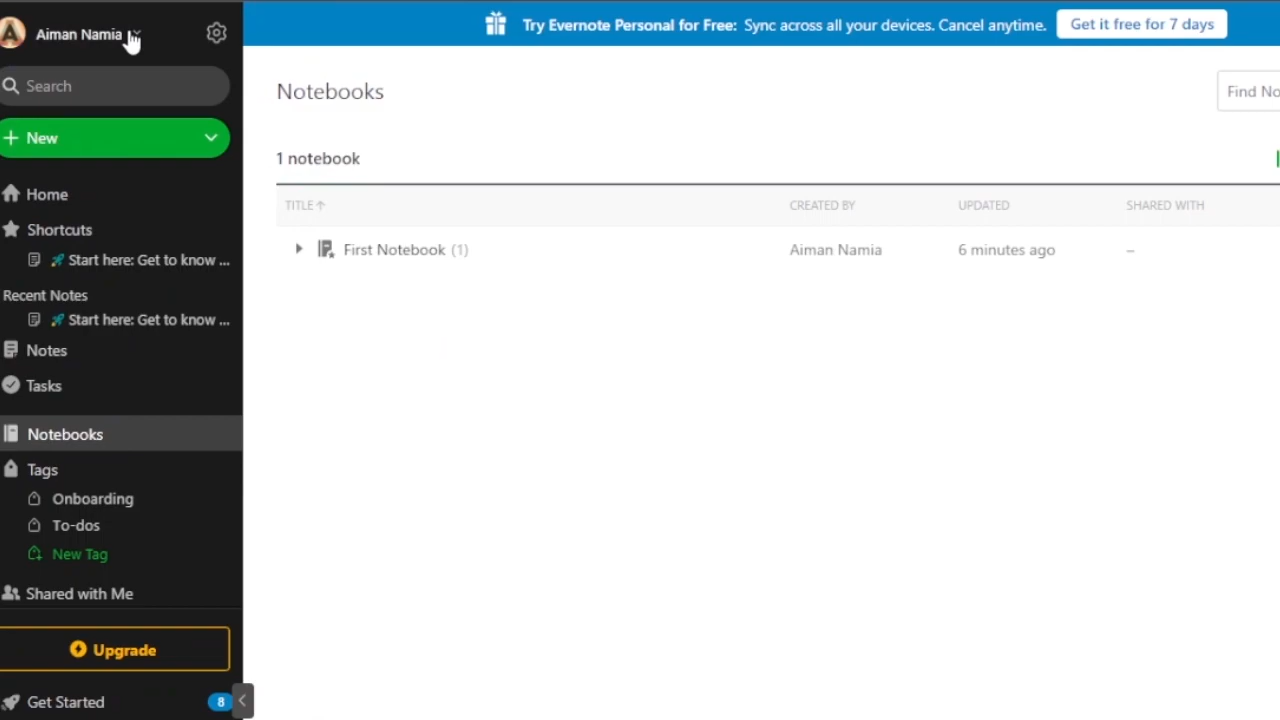 A
Aiman Namia
Search
New
Home
Shortcuts
Start here: Get to know ...
Recent Notes
Start here: Get to know ...
Notes
Tasks
Notebooks
Tags
Onboarding
To-dos
New Tag
Shared with Me
Upgrade
Get Started 8
Try Evernote Personal for Free: Sync across all your devices. Cancel anytime. Get it free for 7 days
Notebooks
Find No
1 notebook
TITLE CREATED BY UPDATED SHARED WITH
First Notebook (1) Aiman Namia 6 minutes ago –